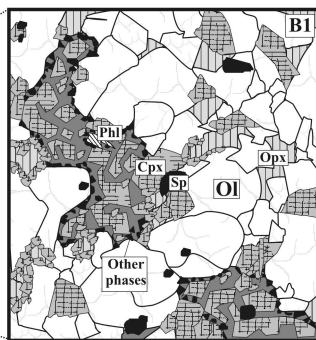 B1
Phl
Cpx
Opx
Sp
Ol
Other
phases